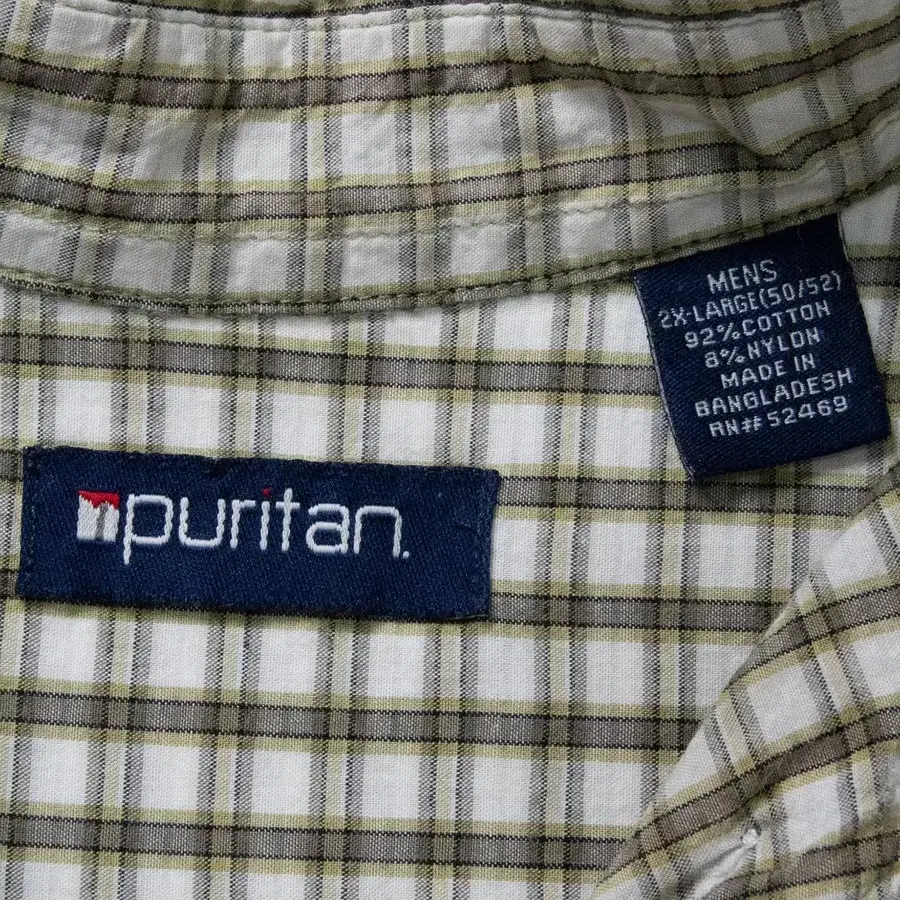 MENS
2X-LARGE(50/52)
92%COTTON
8%NYLON
MADE IN
BANGLADESH
RN#52469
puritan.